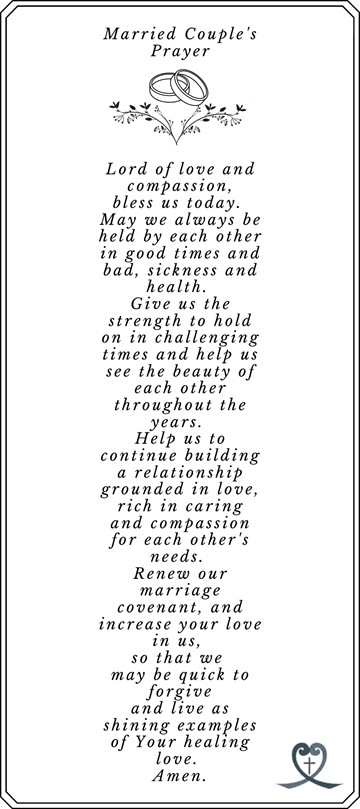 Married Couple's
Prayer
Lord of love and
compassion,
bless us today.
May we always be
held by each other
in good times and
bad, sickness and
health.
Give us the
strength to hold
on in challenging
times and help us
see the beauty of
each other
throughout the
years.
Help us to
continue building
a relationship
grounded in love,
rich in caring
and compassion
for each other's
needs.
Renew our
marriage
covenant, and
increase your love
in us,
so that we
may be quick to
forgive
and live as
shining examples
of Your healing
love.
Amen.